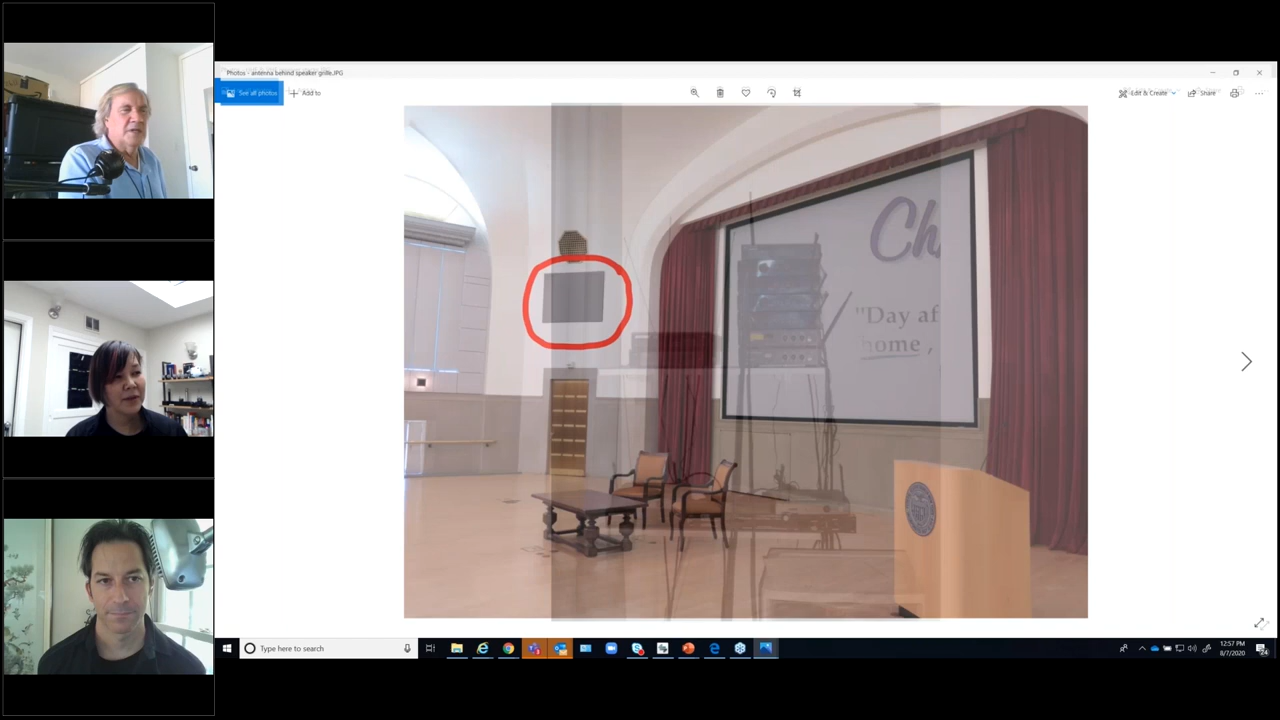 Photos - antenna behind speaker grille.JPG
See all photos
Add to
Edit & Create
Share
Ch
"Day af
home ,
Type here to search
12:57 PM
8/7/2020
24